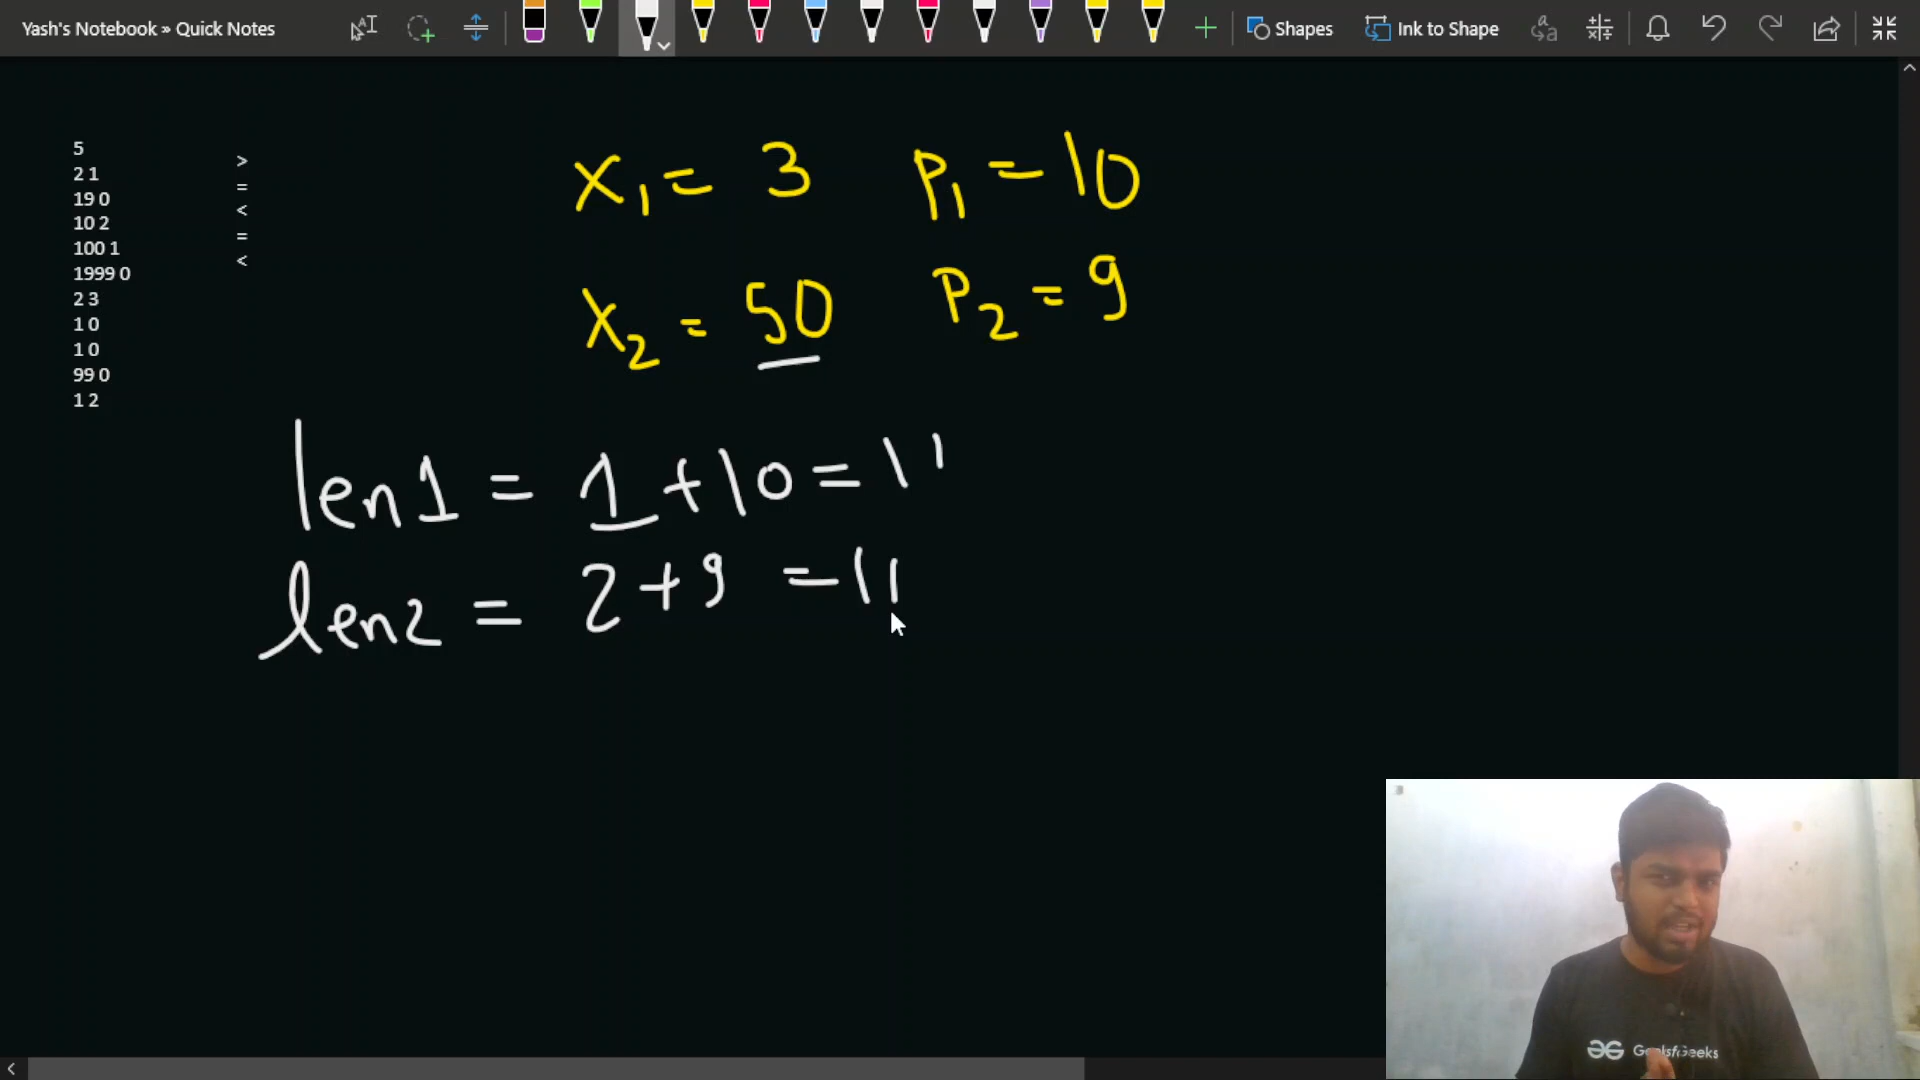 Yash's Notebook » Quick Notes
Shapes
Ink to Shape
5
2 1
19 0
10 2
100 1
1999 0
2 3
1 0
1 0
99 0
1 2
>
=
<
=
<
x1 = 3 p1 = 10
x2 = 50 p2 = 9
len1 = 1 + 10 = 11
len2 = 2 + 9 = 11
GeeksforGeeks